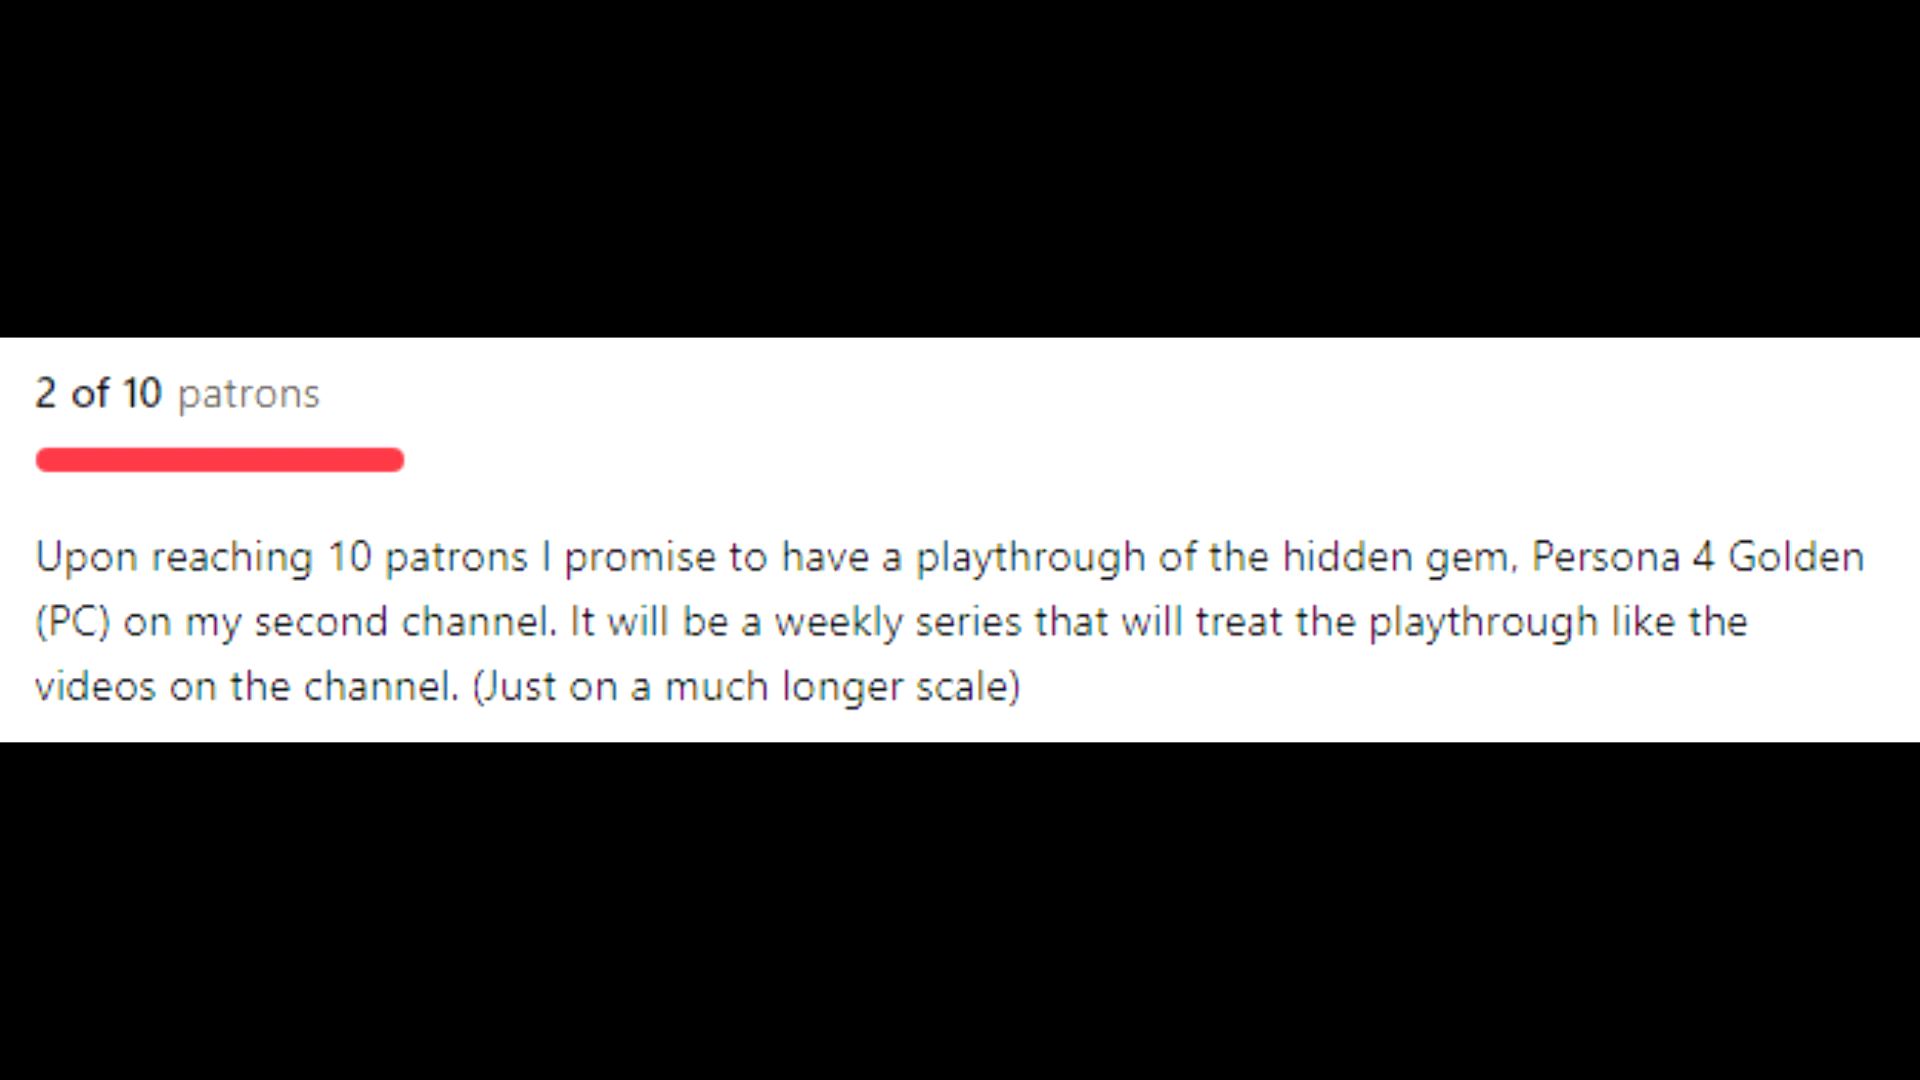 2 of 10 patrons
Upon reaching 10 patrons I promise to have a playthrough of the hidden gem, Persona 4 Golden
(PC) on my second channel. It will be a weekly series that will treat the playthrough like the
videos on the channel. (Just on a much longer scale)